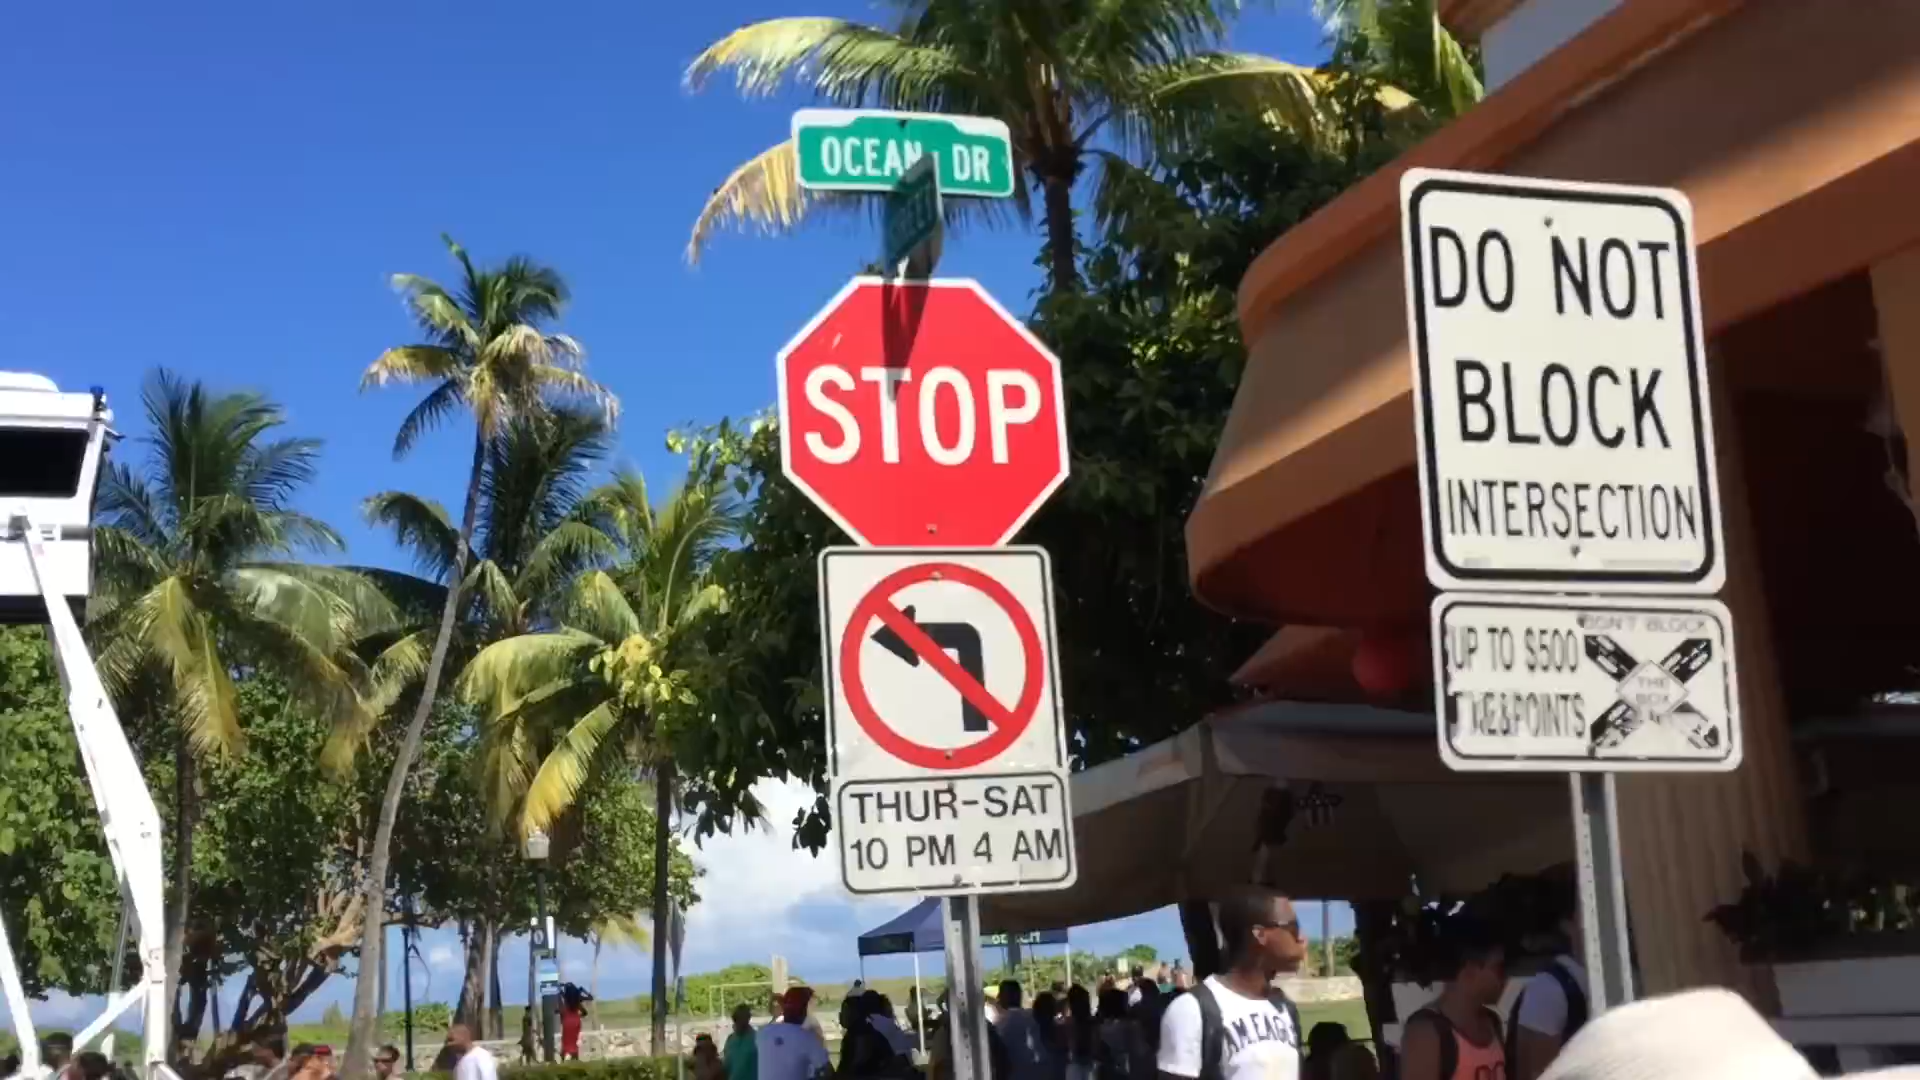 OCEAN DR
STOP
THUR-SAT
10 PM 4 AM
DO NOT
BLOCK
INTERSECTION
UP TO $500
DON'T BLOCK
THE
BOX
BEACH